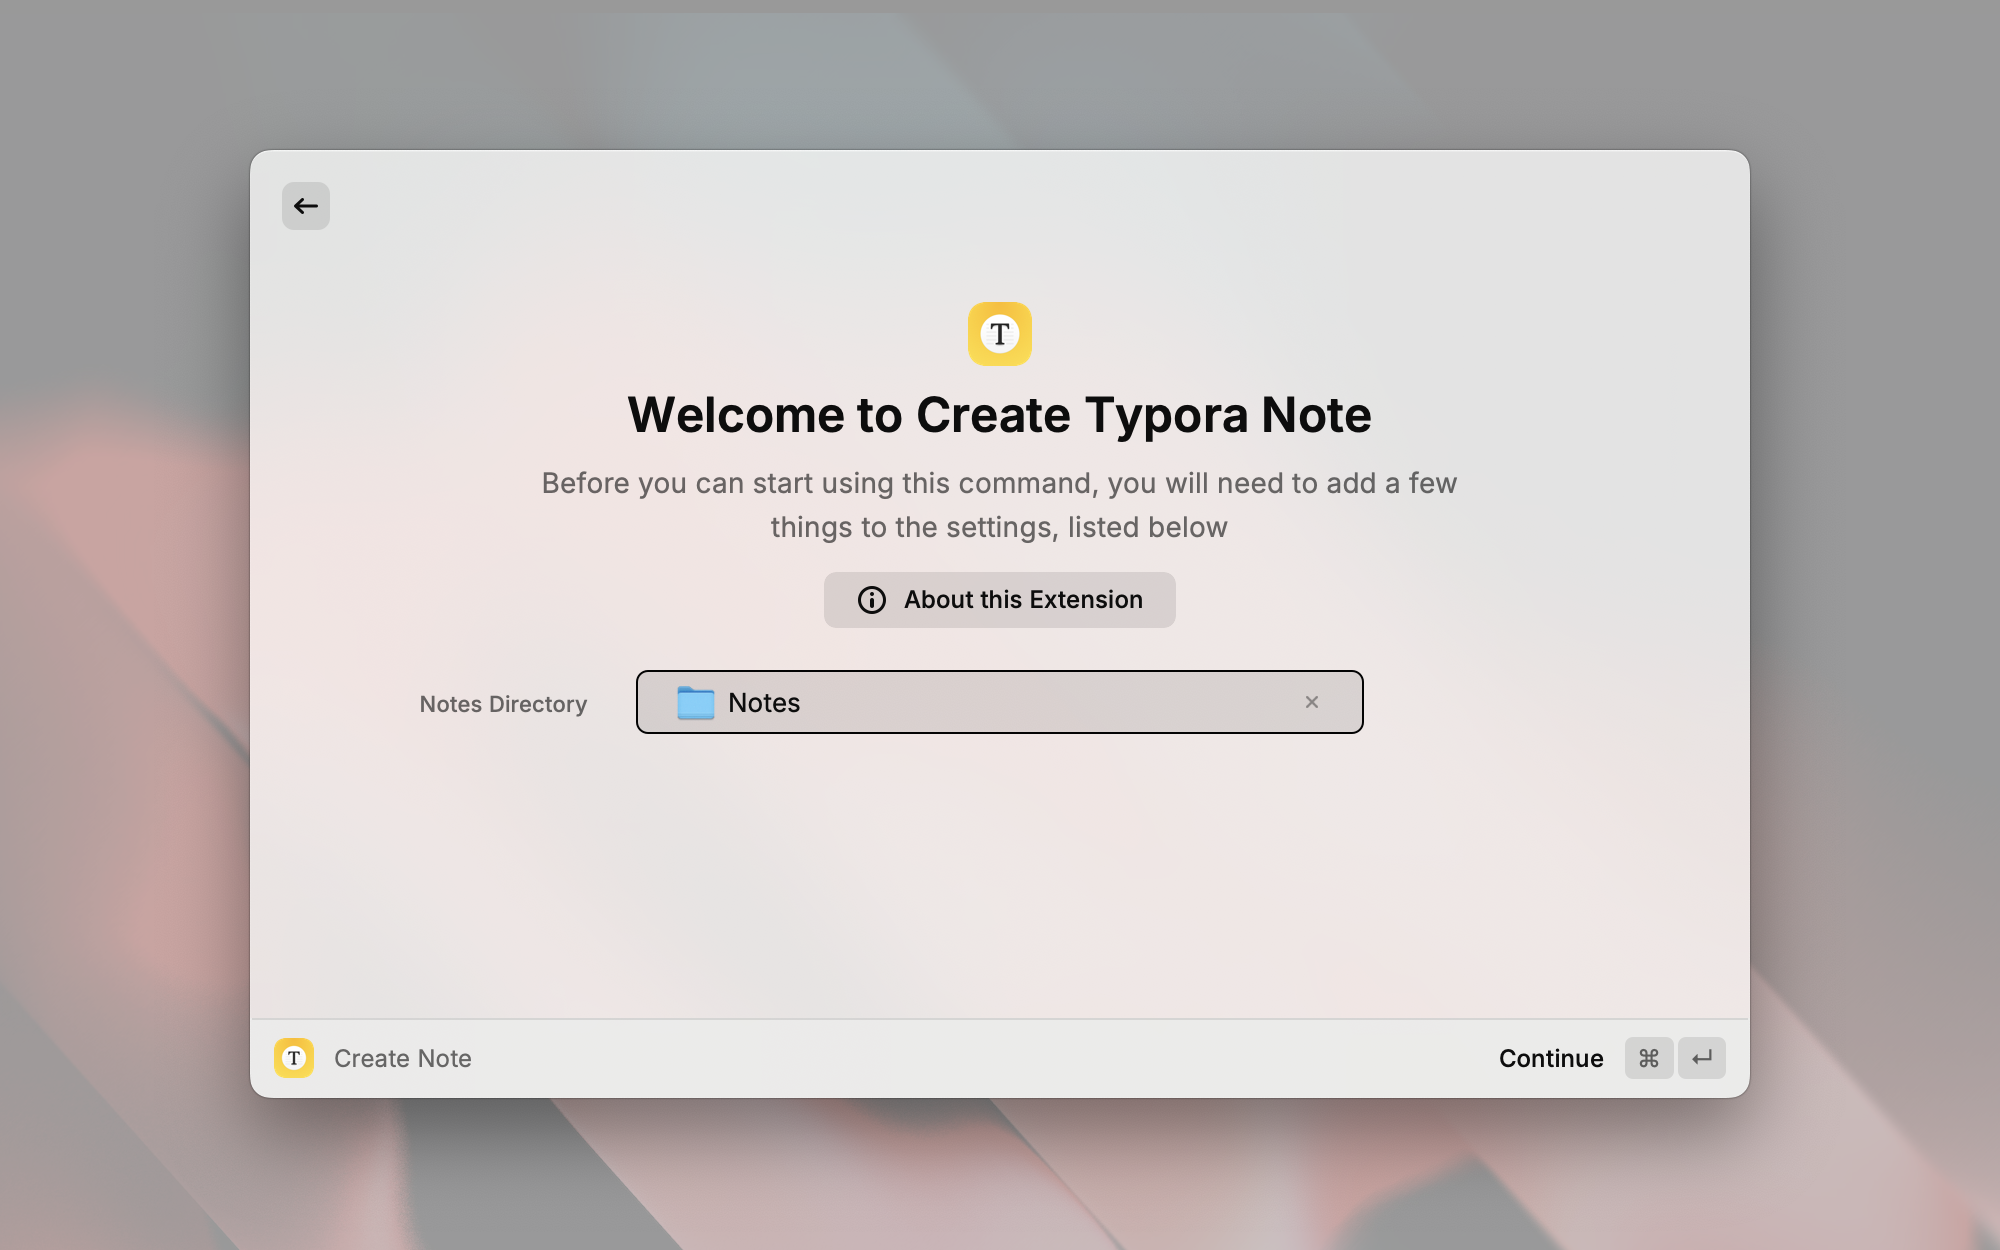 T
Welcome to Create Typora Note
Before you can start using this command, you will need to add a few
things to the settings, listed below
About this Extension
Notes Directory
Notes
T
Create Note
Continue ⌘ ↵